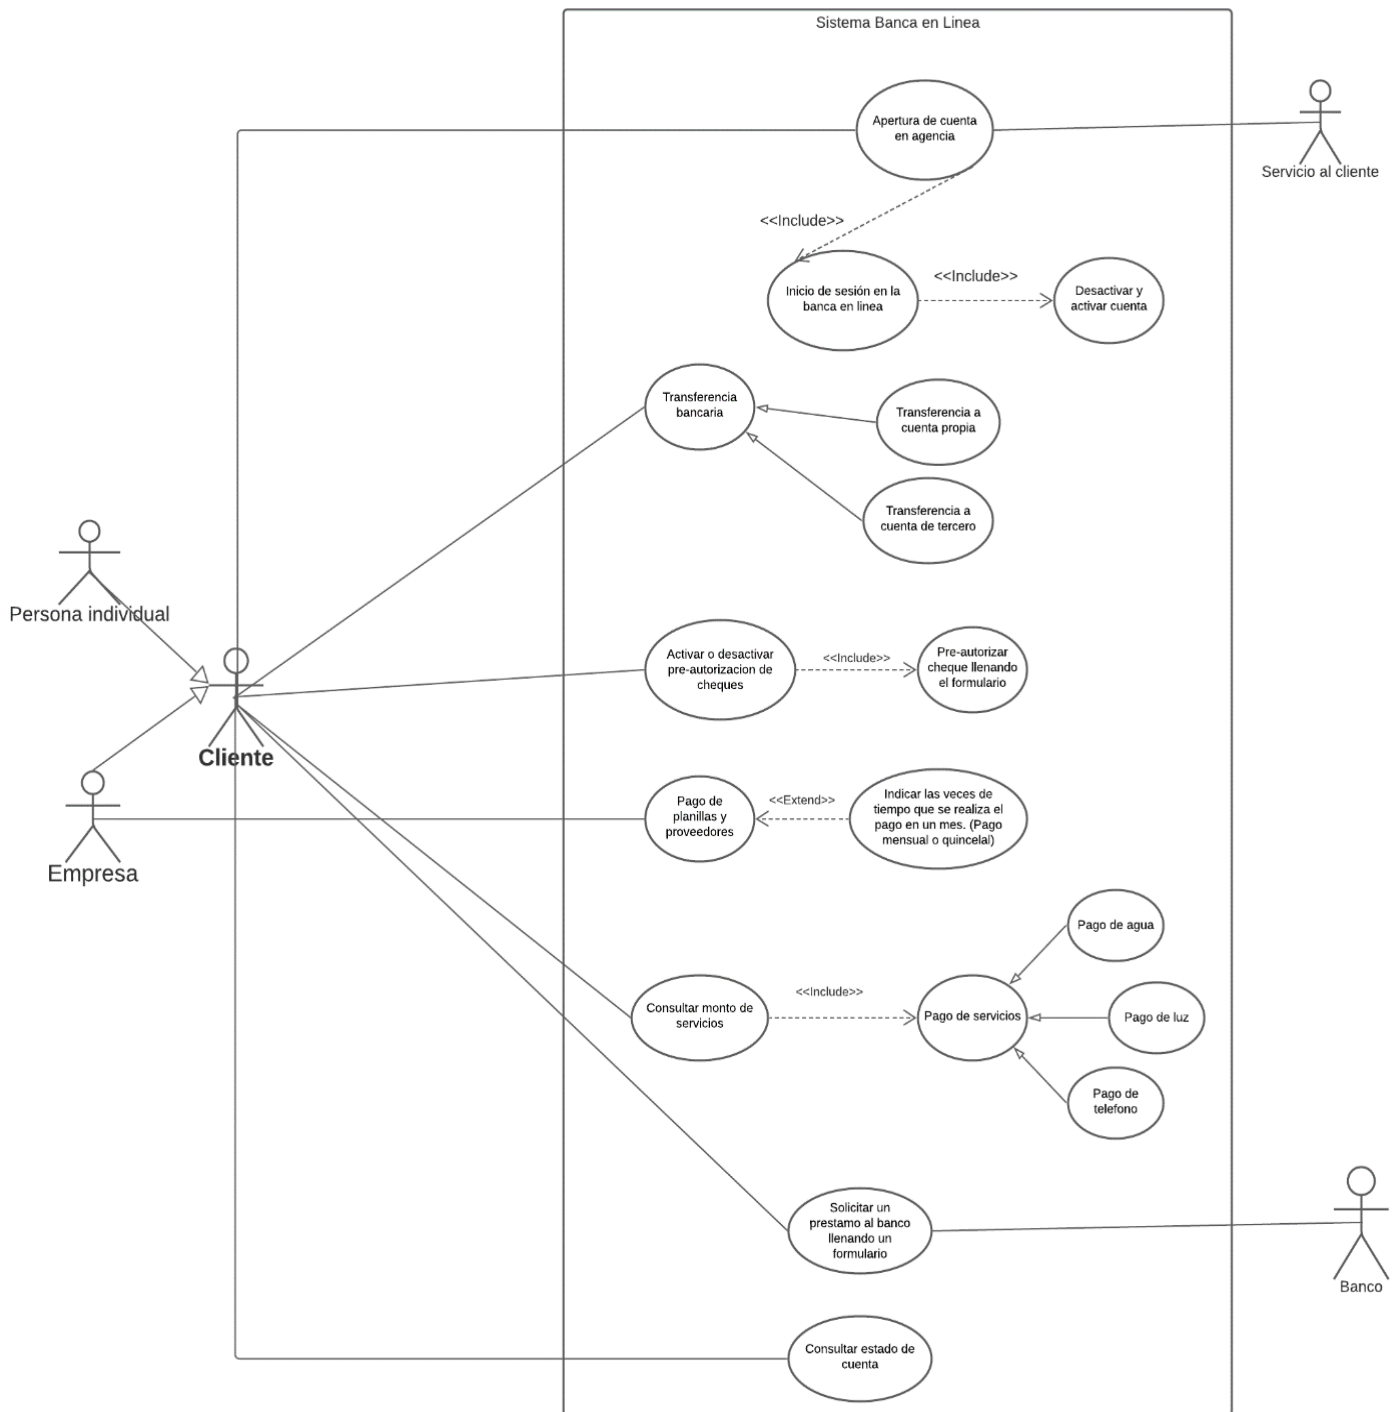 Sistema Banca en Linea
Apertura de cuenta
en agencia
Servicio al cliente
<<Include>>
Inicio de sesión en la
banca en linea
<<Include>>
Desactivar y
activar cuenta
Transferencia
bancaria
Transferencia a
cuenta propia
Transferencia a
cuenta de tercero
Persona individual
Cliente
Activar o desactivar
pre-autorizacion de
cheques
<<Include>>
Pre-autorizar
cheque llenando
el formulario
Empresa
Pago de
planillas y
proveedores
<<Extend>>
Indicar las veces de
tiempo que se realiza el
pago en un mes. (Pago
mensual o quincelal)
Consultar monto de
servicios
<<Include>>
Pago de servicios
Pago de agua
Pago de luz
Pago de
telefono
Solicitar un
prestamo al banco
llenando un
formulario
Banco
Consultar estado de
cuenta